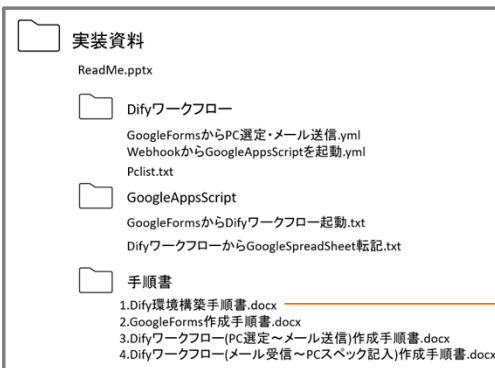 実装資料
ReadMe.pptx
Difyワークフロー
GoogleFormsからPC選定・メール送信.yml
WebhookからGoogleAppsScriptを起動.yml
Pclist.txt
GoogleAppsScript
GoogleFormsからDifyワークフロー起動.txt
DifyワークフローからGoogleSpreadSheet転記.txt
手順書
1.Dify環境構築手順書.docx
2.GoogleForms作成手順書.docx
3.Difyワークフロー(PC選定～メール送信)作成手順書.docx
4.Difyワークフロー(メール受信～PCスペック記入)作成手順書.docx